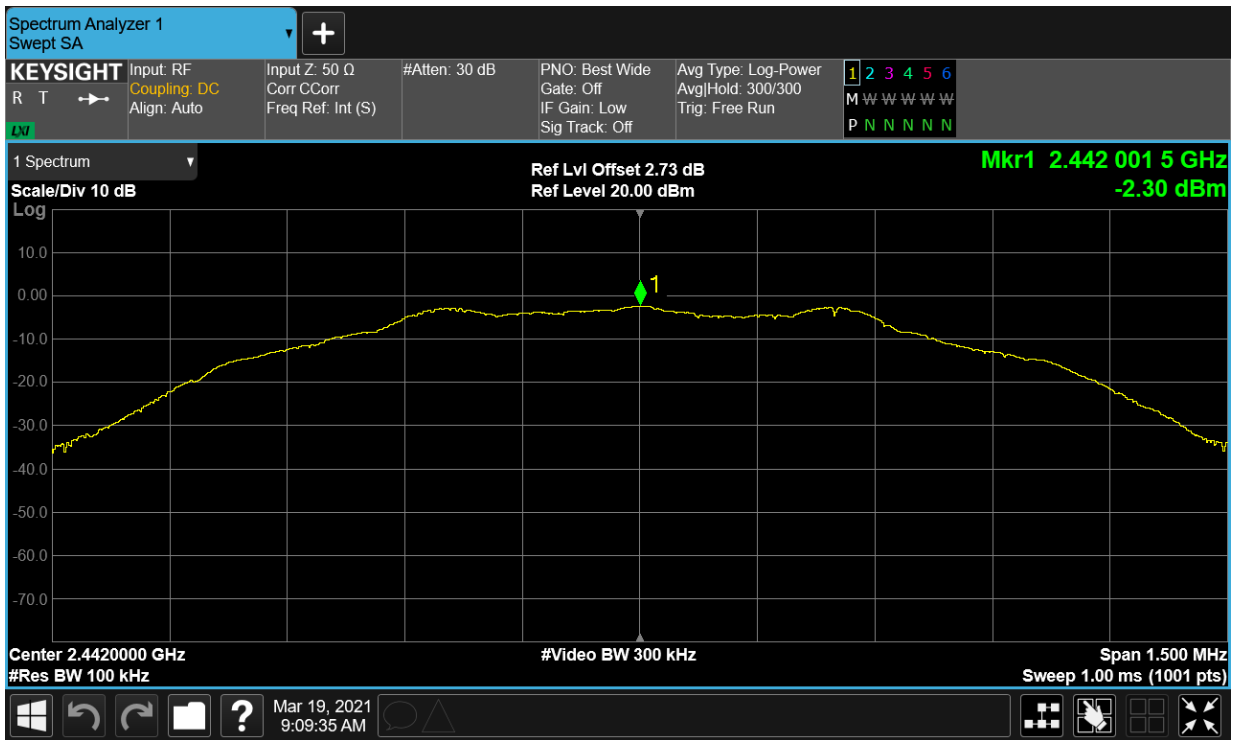 Spectrum Analyzer 1
Swept SA
KEYSIGHT
R T
LXI
Input: RF
Coupling: DC
Align: Auto
Input Z: 50 Ω
Corr CCorr
Freq Ref: Int (S)
#Atten: 30 dB
PNO: Best Wide
Gate: Off
IF Gain: Low
Sig Track: Off
Avg Type: Log-Power
Avg|Hold: 300/300
Trig: Free Run
1 2 3 4 5 6
M W W W W W
P N N N N N
1 Spectrum
Scale/Div 10 dB
Ref Lvl Offset 2.73 dB
Ref Level 20.00 dBm
Mkr1 2.442 001 5 GHz
-2.30 dBm
Log
10.0
0.00
-10.0
-20.0
-30.0
-40.0
-50.0
-60.0
-70.0
1
Center 2.4420000 GHz
#Res BW 100 kHz
#Video BW 300 kHz
Span 1.500 MHz
Sweep 1.00 ms (1001 pts)
?
Mar 19, 2021
9:09:35 AM